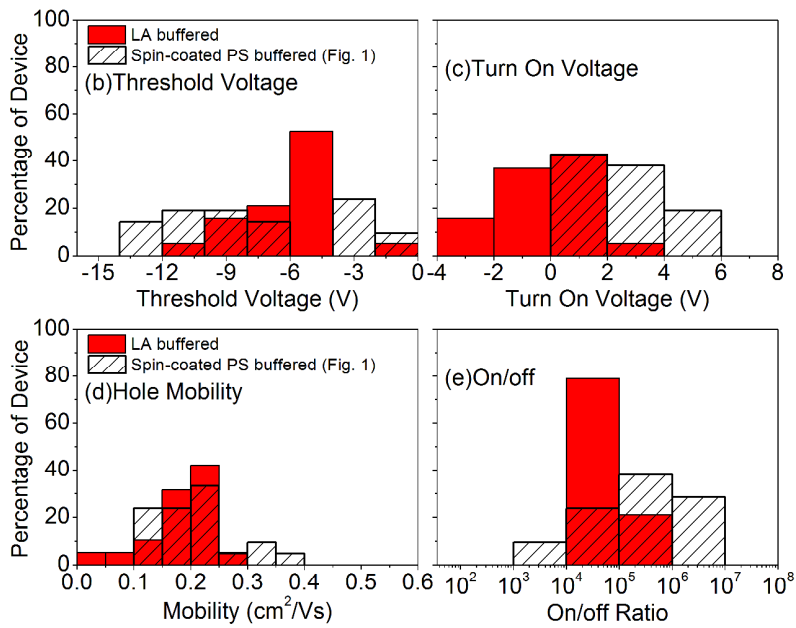 100
80
60
40
20
0
Percentage of Device
LA buffered
Spin-coated PS buffered (Fig. 1)
(b)Threshold Voltage
-15 -12 -9 -6 -3 0
Threshold Voltage (V)
(c)Turn On Voltage
-4 -2 0 2 4 6 8
Turn On Voltage (V)
100
80
60
40
20
0
Percentage of Device
LA buffered
Spin-coated PS buffered (Fig. 1)
(d)Hole Mobility
0.0 0.1 0.2 0.3 0.4 0.5 0.6
Mobility (cm²/Vs)
(e)On/off
10² 10³ 10⁴ 10⁵ 10⁶ 10⁷ 10⁸
On/off Ratio